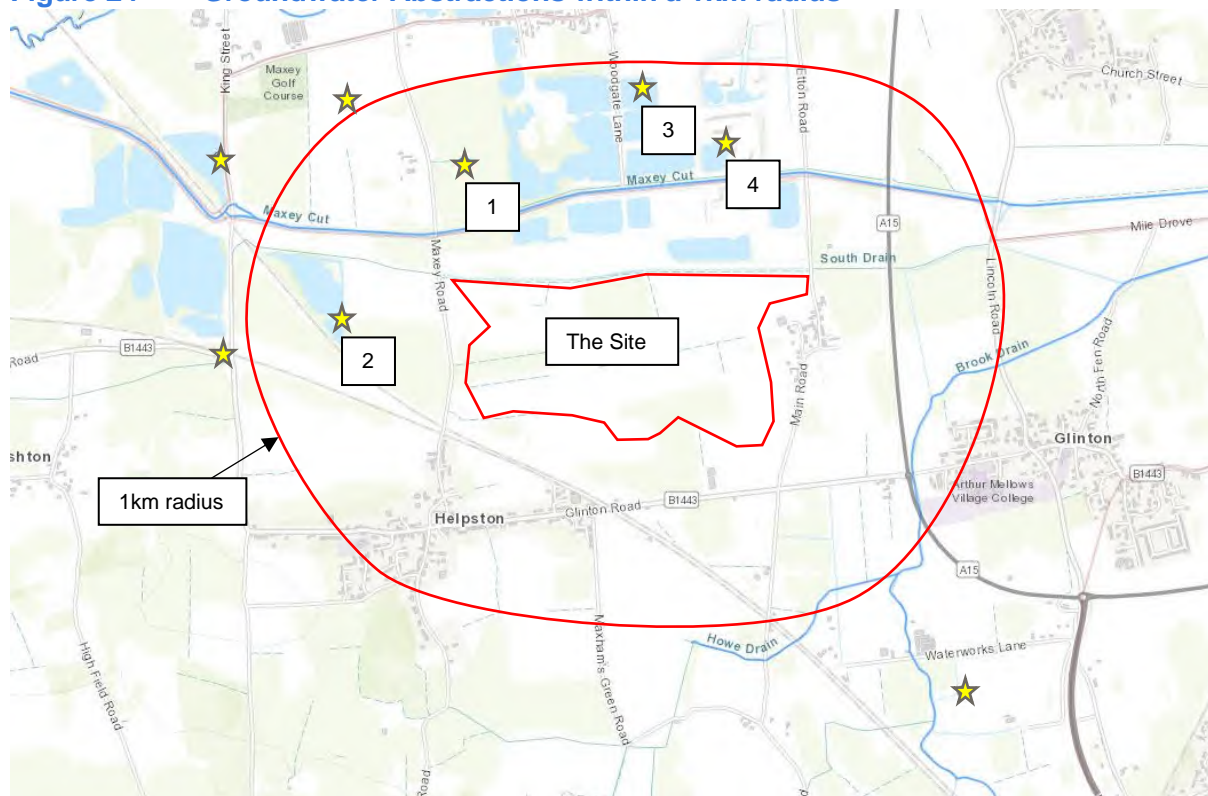 Figure 24 Groundwater Abstractions within a 1km radius
King Street
Maxey
Golf
Course
Woodgate Lane
Etton Road
Church Street
3
4
1
Maxey Cut
Maxey Cut
A15
Mile Drove
Maxey Road
South Drain
Lincoln Road
The Site
2
B1443
Road
Brook Drain
North Fen Road
Main Road
Glinton
shton
1km radius
Helpston
Glinton Road
B1443
Arthur Mellows
Village College
B1443
A15
High Field Road
Maxham's Green Road
Howe Drain
Waterworks Lane
Road